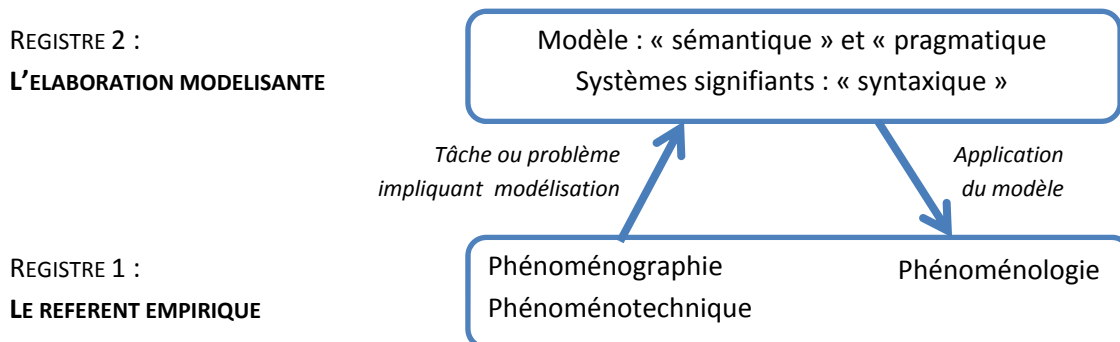 REGISTRE 2 :
L'ELABORATION MODELISANTE
Modèle : « sémantique » et « pragmatique
Systèmes signifiants : « syntaxique »
Tâche ou problème
impliquant modélisation
Application
du modèle
REGISTRE 1 :
LE REFERENT EMPIRIQUE
Phénoménographie
Phénoménotechnique
Phénoménologie